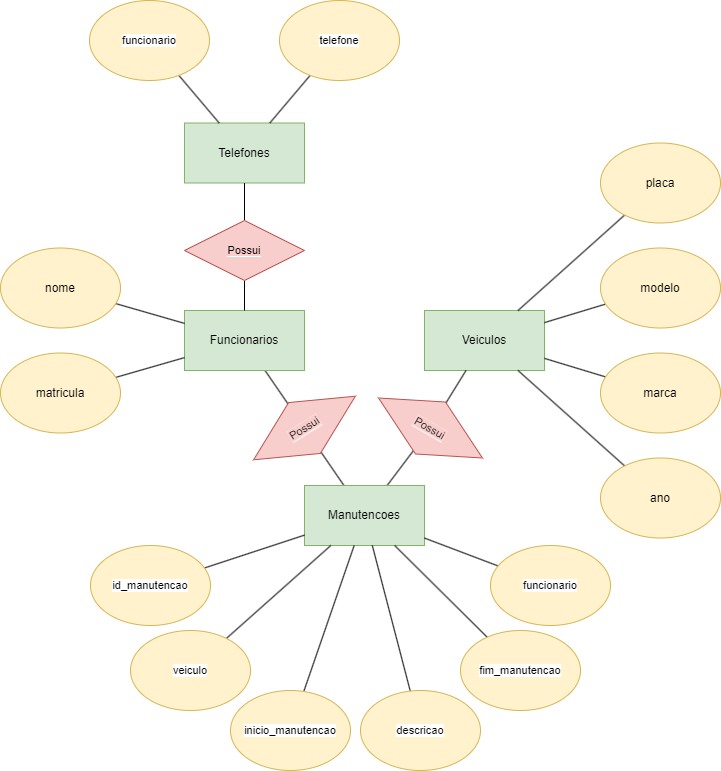 funcionario
telefone
Telefones
placa
Possui
nome
modelo
Funcionarios
Veiculos
matricula
marca
Possui
Possui
ano
Manutencoes
id_manutencao
funcionario
veiculo
fim_manutencao
inicio_manutencao
descricao